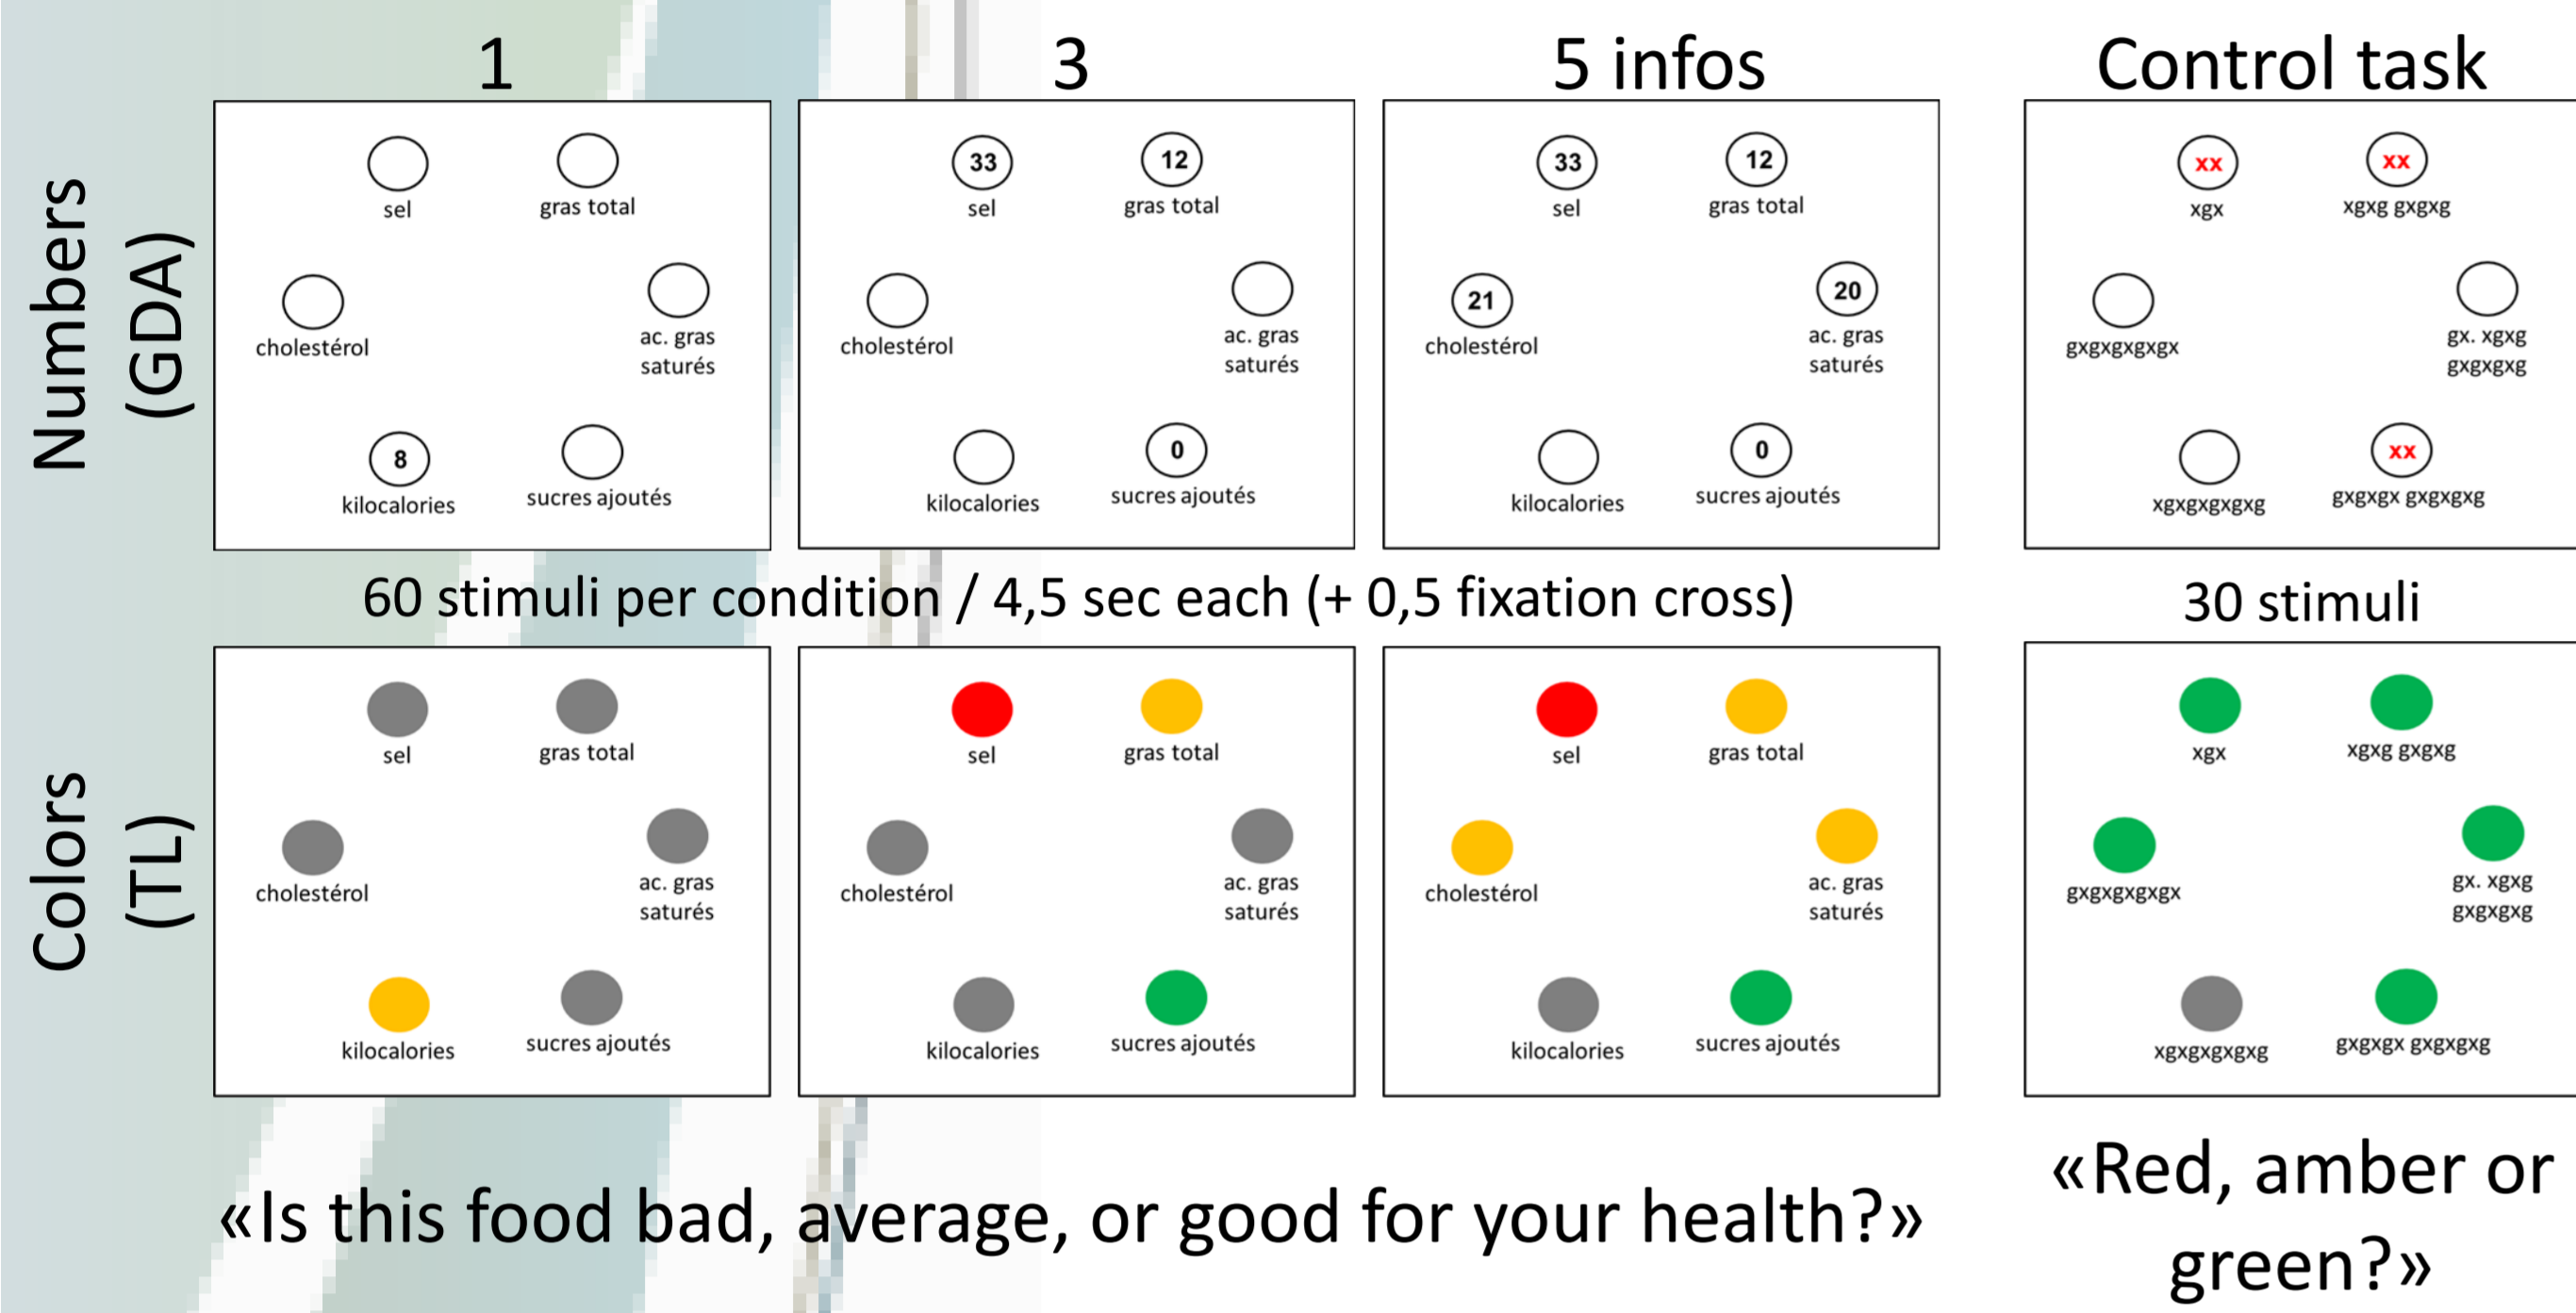 1
3
5 infos
Control task
Numbers
(GDA)
sel
gras total
cholestérol
ac. gras
saturés
8
kilocalories
sucres ajoutés
33
12
sel
gras total
cholestérol
ac. gras
saturés
0
kilocalories
sucres ajoutés
33
12
sel
gras total
21
20
cholestérol
ac. gras
saturés
0
kilocalories
sucres ajoutés
xx
xx
xgx
xgxg gxgxg
gxgxgxgxgx
gx. xgxg
gxgxgxg
xx
xgxgxgxgxg
gxgxgx gxgxgxg
60 stimuli per condition / 4,5 sec each (+ 0,5 fixation cross)
30 stimuli
Colors
(TL)
sel
gras total
cholestérol
ac. gras
saturés
kilocalories
sucres ajoutés
sel
gras total
cholestérol
ac. gras
saturés
kilocalories
sucres ajoutés
sel
gras total
cholestérol
ac. gras
saturés
kilocalories
sucres ajoutés
xgx
xgxg gxgxg
gxgxgxgxgx
gx. xgxg
gxgxgxg
xgxgxgxgxg
gxgxgx gxgxgxg
«Is this food bad, average, or good for your health?»
«Red, amber or
green?»